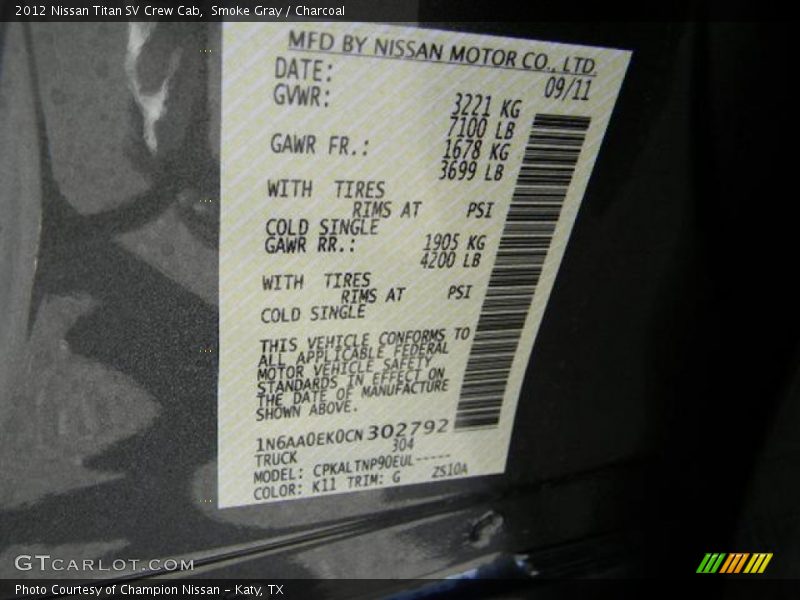 2012 Nissan Titan SV Crew Cab,  Smoke Gray / Charcoal
MFD BY NISSAN MOTOR CO., LTD.
DATE: 09/11
GVWR: 3221 KG
7100 LB
GAWR FR.: 1678 KG
3699 LB
WITH TIRES
RIMS AT PSI
COLD SINGLE
GAWR RR.: 1905 KG
4200 LB
WITH TIRES
RIMS AT PSI
COLD SINGLE
THIS VEHICLE CONFORMS TO
ALL APPLICABLE FEDERAL
MOTOR VEHICLE SAFETY
STANDARDS IN EFFECT ON
THE DATE OF MANUFACTURE
SHOWN ABOVE.
1N6AA0EK0CN302792
TRUCK 304
MODEL: CPKALTNP90EUL-----
COLOR: K11 TRIM: G ZS10A
GTCARLOT.COM
Photo Courtesy of Champion Nissan - Katy, TX